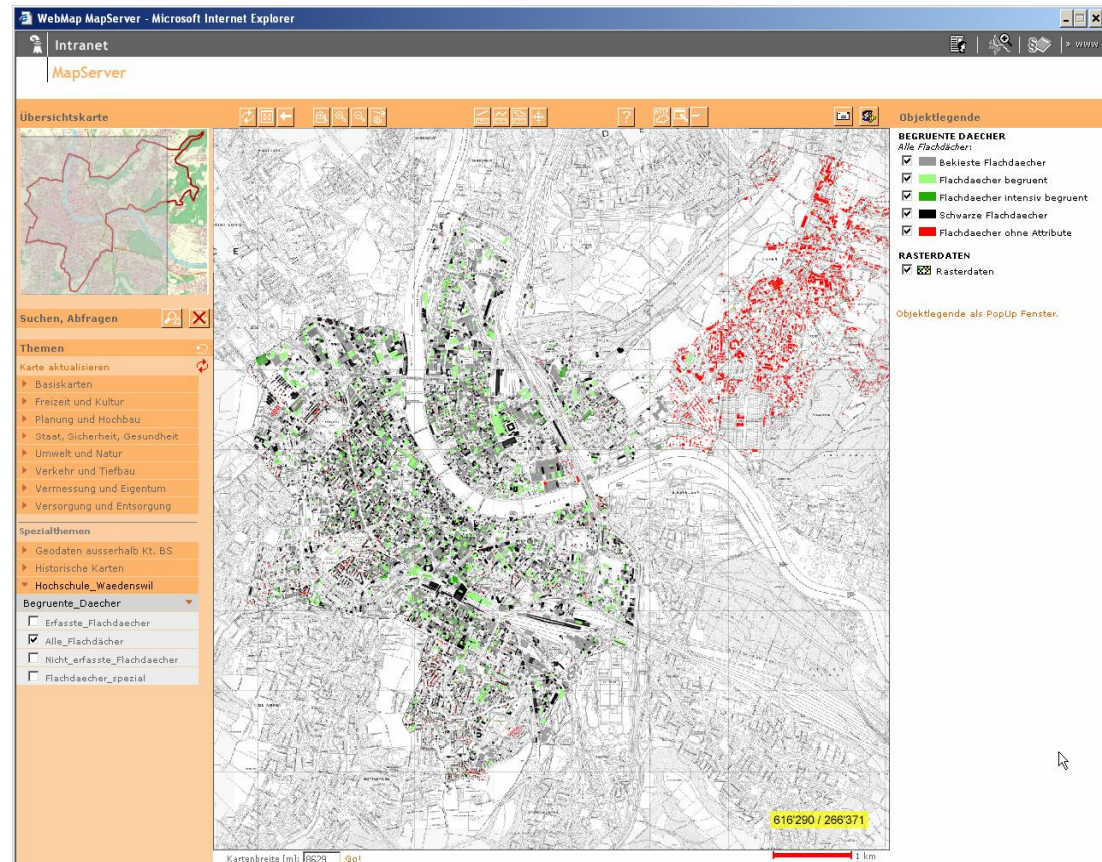 WebMap MapServer - Microsoft Internet Explorer
Intranet
» www
MapServer
Übersichtskarte
Objektlegende
BEGRUENTE DAECHER
Alle Flachdächer:
Bekieste Flachdaecher
Flachdaecher begruent
Flachdaecher intensiv begruent
Schwarze Flachdaecher
Flachdaecher ohne Attribute
RASTERDATEN
Rasterdaten
Objektlegende als PopUp Fenster.
Suchen, Abfragen
Themen
Karte aktualisieren
Basiskarten
Freizeit und Kultur
Planung und Hochbau
Staat, Sicherheit, Gesundheit
Umwelt und Natur
Verkehr und Tiefbau
Vermessung und Eigentum
Versorgung und Entsorgung
Spezialthemen
Geodaten ausserhalb Kt. BS
Historische Karten
Hochschule_Waedenswil
Begruente_Daecher
Erfasste_Flachdaecher
Alle_Flachdächer
Nicht_erfasste_Flachdaecher
Flachdaecher_spezial
616'290 / 266'371
Kartenbreite [m]: 8629 Go!
1 km